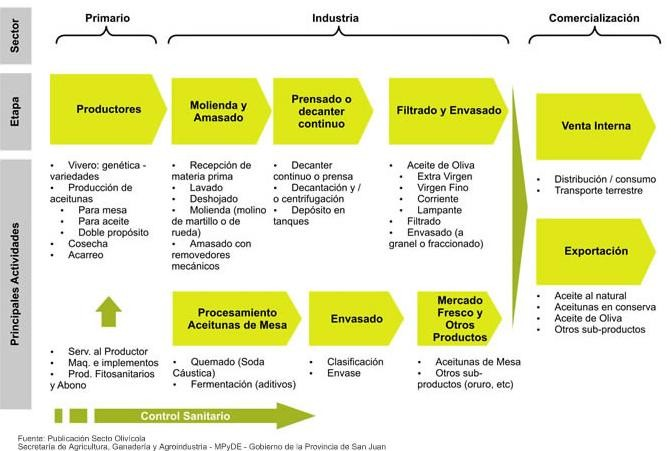 Sector
Primario
Industria
Comercialización
Etapa
Productores
Molienda y
Amasado
Prensado o
decanter
continuo
Filtrado y Envasado
Venta Interna
Principales Actividades
• Vivero: genética -
variedades
• Producción de
aceitunas
• Para mesa
• Para aceite
• Doble propósito
• Cosecha
• Acarreo
• Recepción de
materia prima
• Lavado
• Deshojado
• Molienda (molino
de martillo o de
rueda)
• Amasado con
removedores
mecánicos
• Decanter
continuo o prensa
• Decantación y /
o centrifugación
• Depósito en
tanques
• Aceite de Oliva
• Extra Virgen
• Virgen Fino
• Corriente
• Lampante
• Filtrado
• Envasado (a
granel o fraccionado)
• Distribución / consumo
• Transporte terrestre
Exportación
• Aceite al natural
• Aceitunas en conserva
• Aceite de Oliva
• Otros sub-productos
Procesamiento
Aceitunas de Mesa
Envasado
Mercado
Fresco y
Otros
Productos
• Serv. al Productor
• Maq. e implementos
• Prod. Fitosanitarios
y Abono
• Quemado (Soda
Cáustica)
• Fermentación (aditivos)
• Clasificación
• Envase
• Aceitunas de Mesa
• Otros sub-
productos (oruro, etc)
Control Sanitario
Fuente: Publicación Secto Olivícola
Secretaría de Agricultura, Ganadería y Agroindustria - MPyDE - Gobierno de la Provincia de San Juan